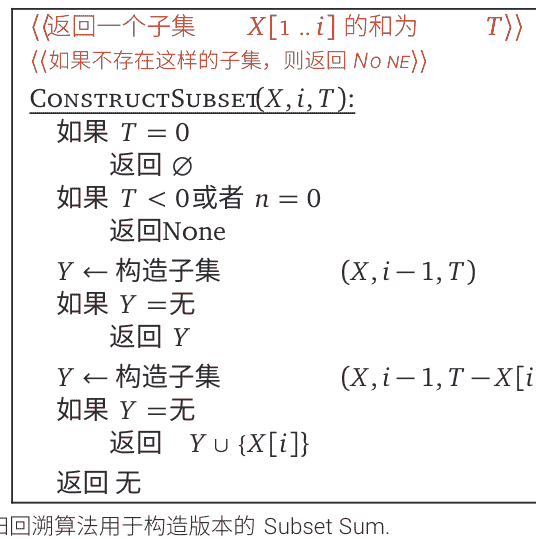 ⟨⟨返回一个子集 X[1 .. i] 的和为 T⟩⟩
⟨⟨如果不存在这样的子集，则返回 NONE⟩⟩
CONSTRUCTSUBSET(X, i, T):
如果 T = 0
返回 ∅
如果 T < 0或者 n = 0
返回None
Y ← 构造子集 (X, i − 1, T)
如果 Y =无
返回 Y
Y ← 构造子集 (X, i − 1, T − X[i
如果 Y =无
返回 Y ∪ {X[i]}
返回 无
回溯算法用于构造版本的 Subset Sum.